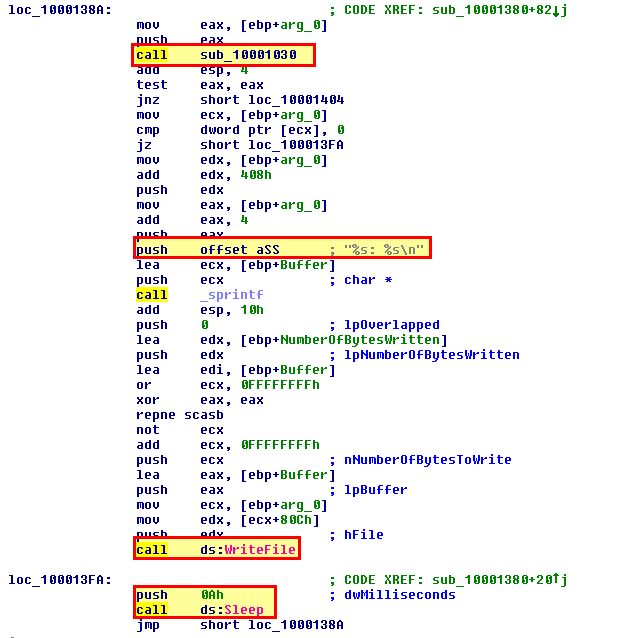 loc_1000138A: ; CODE XREF: sub_10001380+82↓j
mov eax, [ebp+arg_0]
push eax
call sub_10001030
add esp, 4
test eax, eax
jnz short loc_10001404
mov ecx, [ebp+arg_0]
cmp dword ptr [ecx], 0
jz short loc_100013FA
mov edx, [ebp+arg_0]
add edx, 408h
push edx
mov eax, [ebp+arg_0]
add eax, 4
push eax
push offset aSS ; "%s: %s\n"
lea ecx, [ebp+Buffer]
push ecx ; char *
call _sprintf
add esp, 10h
push 0 ; lpOverlapped
lea edx, [ebp+NumberOfBytesWritten]
push edx ; lpNumberOfBytesWritten
lea edi, [ebp+Buffer]
or ecx, 0FFFFFFFFh
xor eax, eax
repne scasb
not ecx
add ecx, 0FFFFFFFFh
push ecx ; nNumberOfBytesToWrite
lea eax, [ebp+Buffer]
push eax ; lpBuffer
mov ecx, [ebp+arg_0]
mov edx, [ecx+80Ch]
push edx ; hFile
call ds:WriteFile
loc_100013FA: ; CODE XREF: sub_10001380+20↑j
push 0Ah ; dwMilliseconds
call ds:Sleep
jmp short loc_1000138A